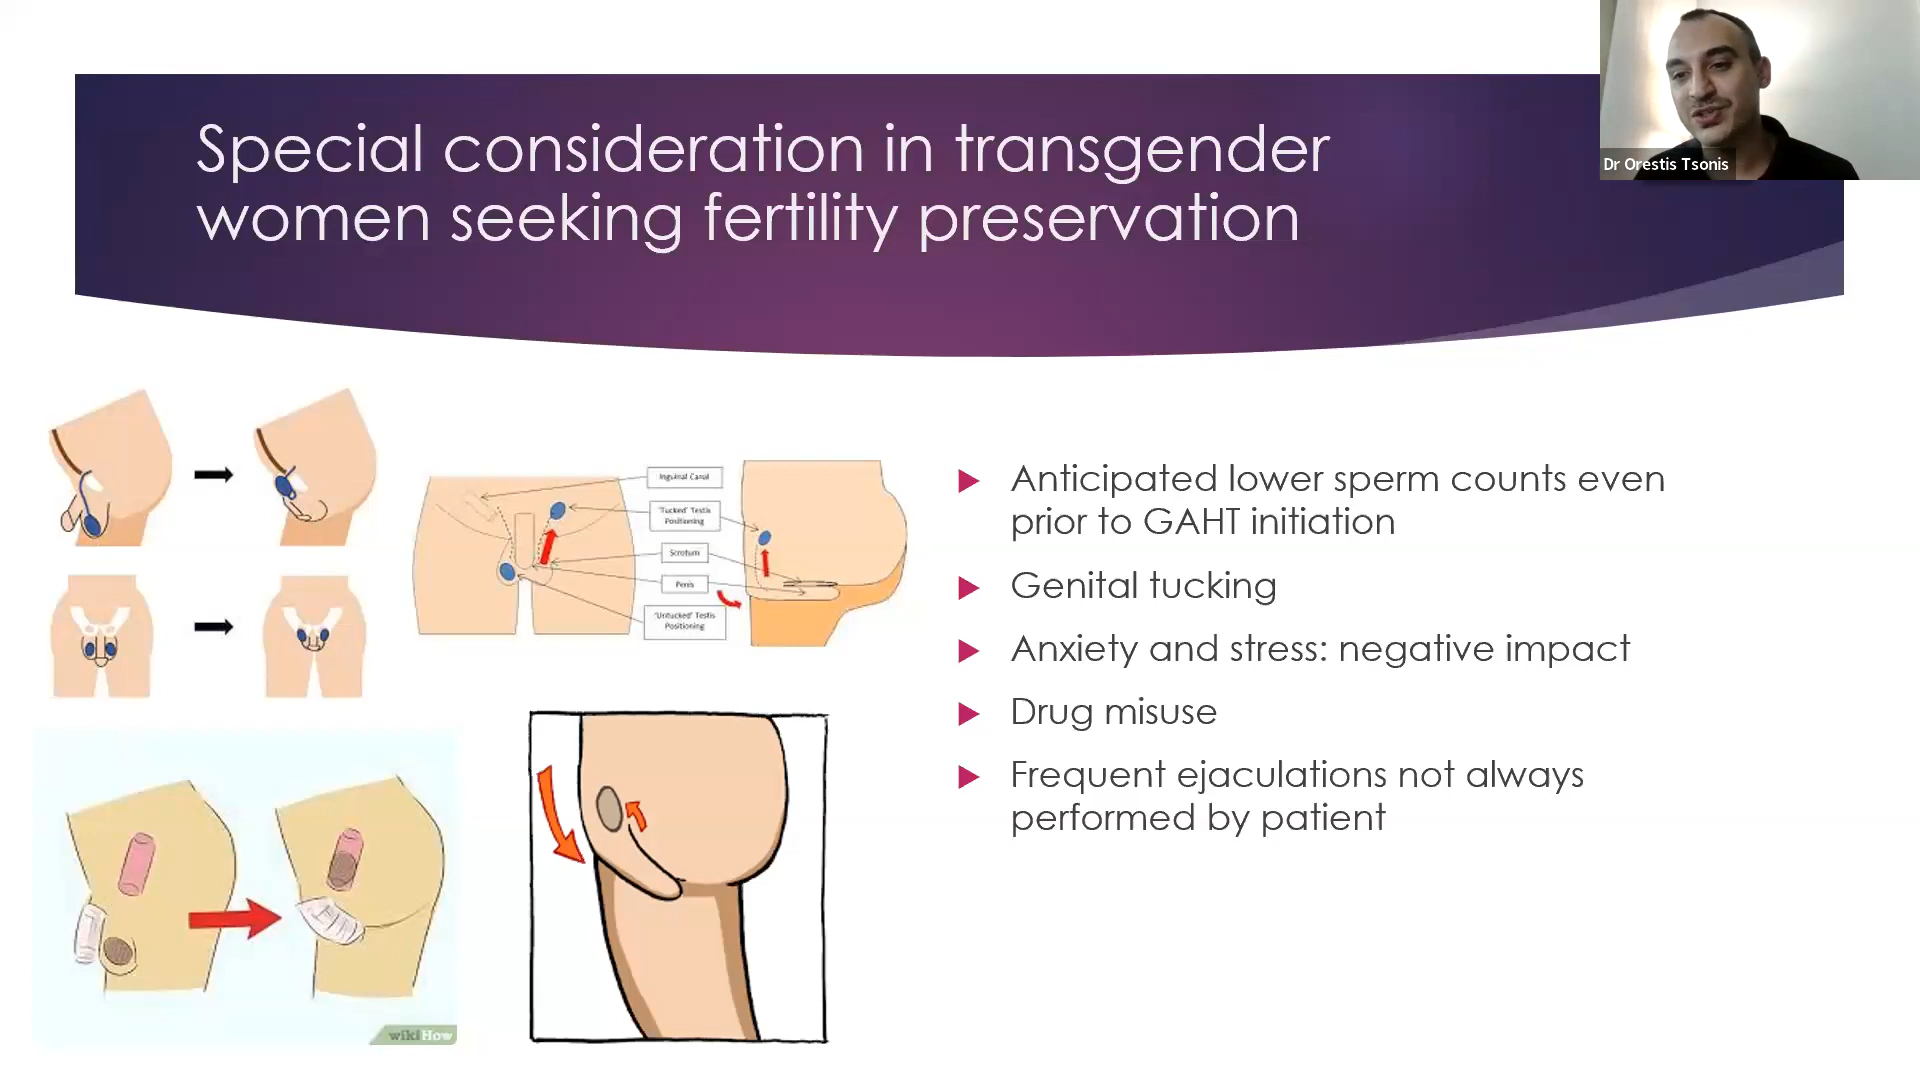 Special consideration in transgender
women seeking fertility preservation
Dr Orestis Tsonis
Inguinal Canal
'Tucked' Testis
Positioning
Scrotum
Penis
'Untucked' Testis
Positioning
wikiHow
Anticipated lower sperm counts even
prior to GAHT initiation
Genital tucking
Anxiety and stress: negative impact
Drug misuse
Frequent ejaculations not always
performed by patient